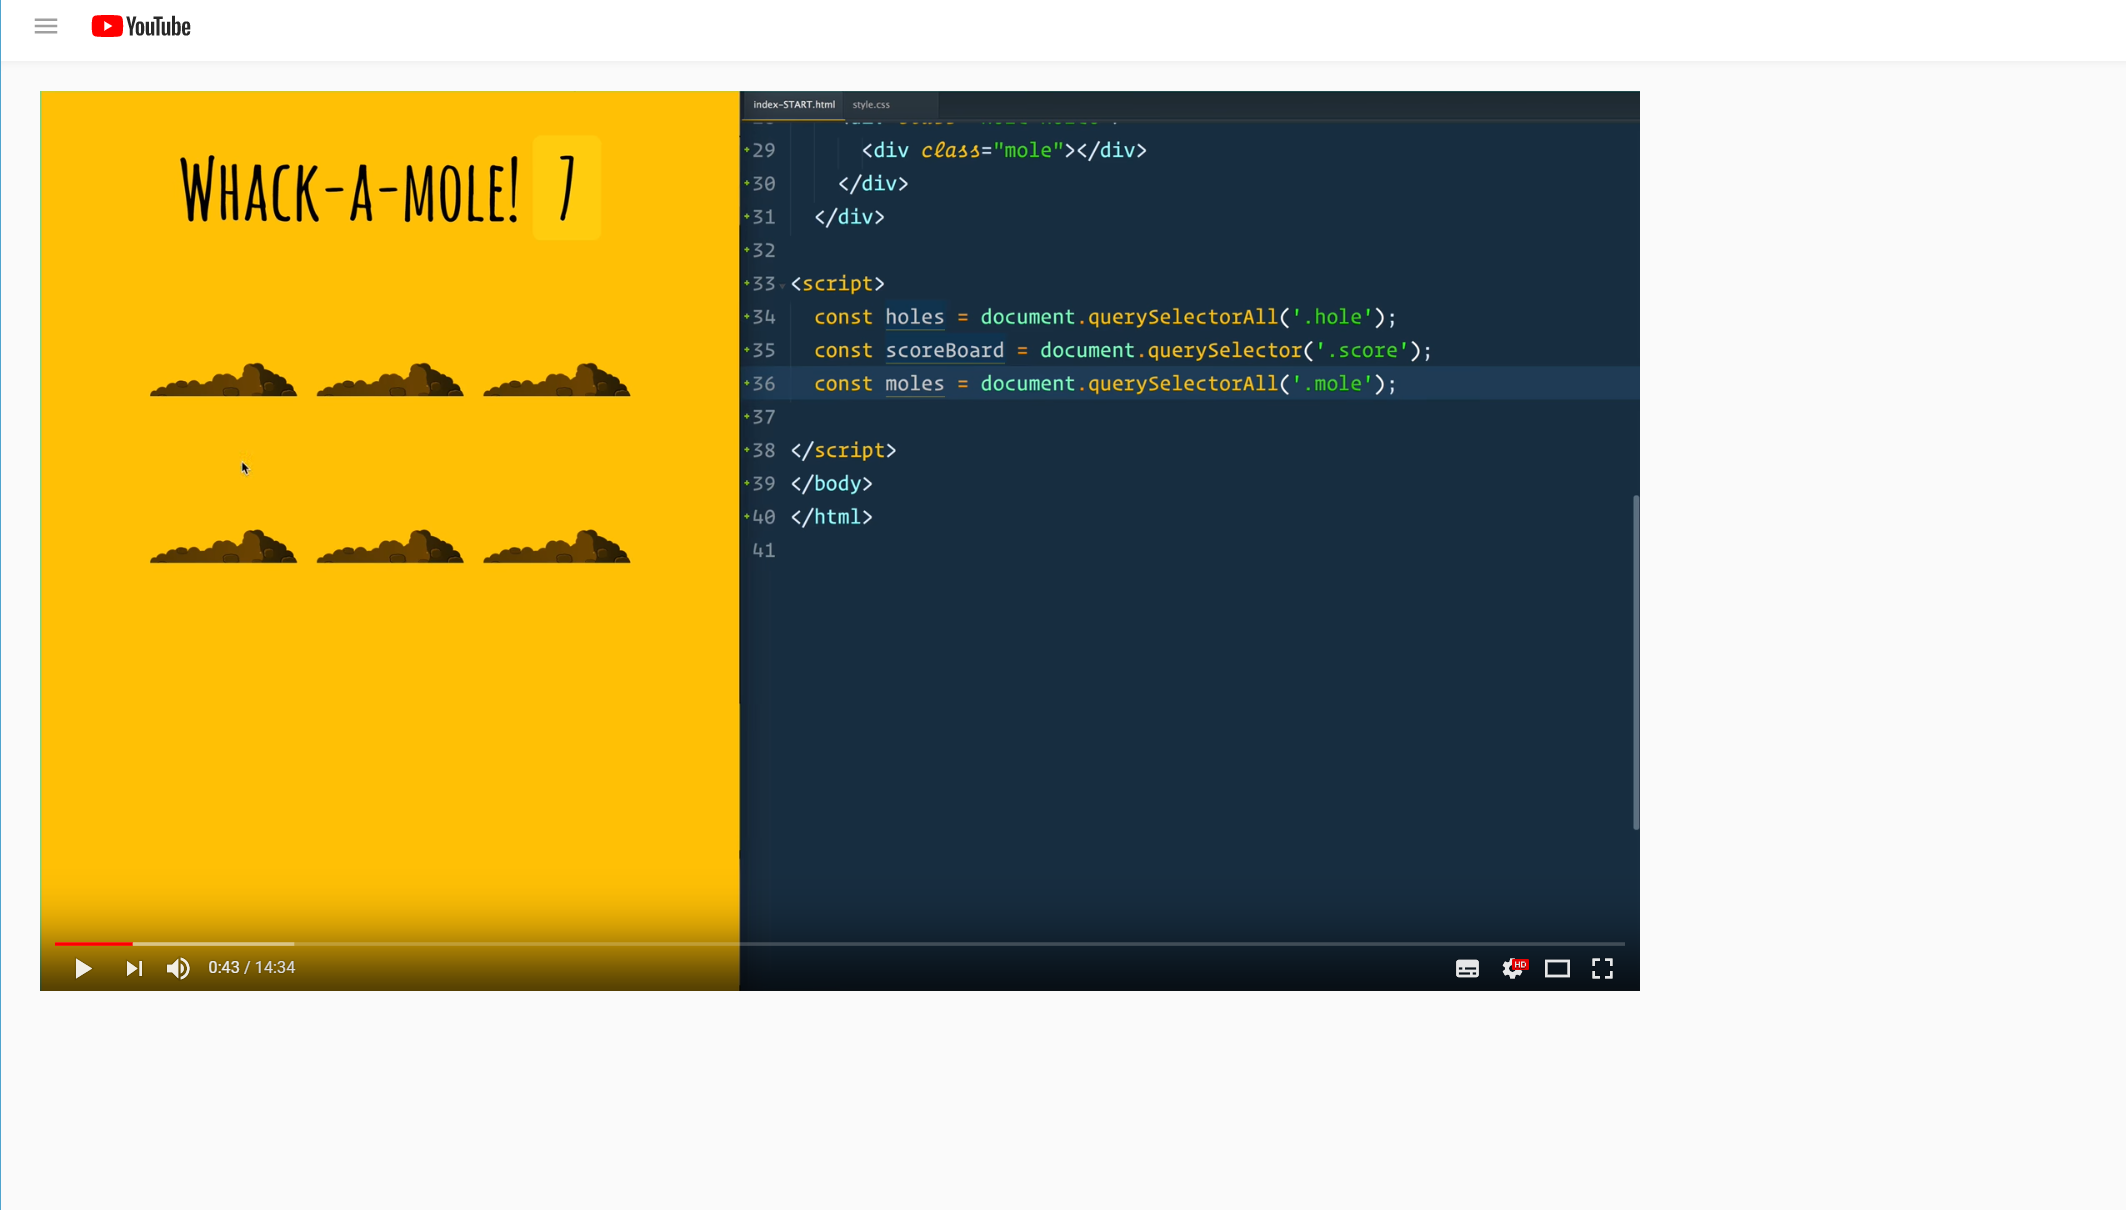 YouTube
WHACK-A-MOLE! 7
index-START.html style.css
29 <div class="mole"></div>
30 </div>
31 </div>
32
33 <script>
34 const holes = document.querySelectorAll('.hole');
35 const scoreBoard = document.querySelector('.score');
36 const moles = document.querySelectorAll('.mole');
37
38 </script>
39 </body>
40 </html>
41
0:43 / 14:34
HD